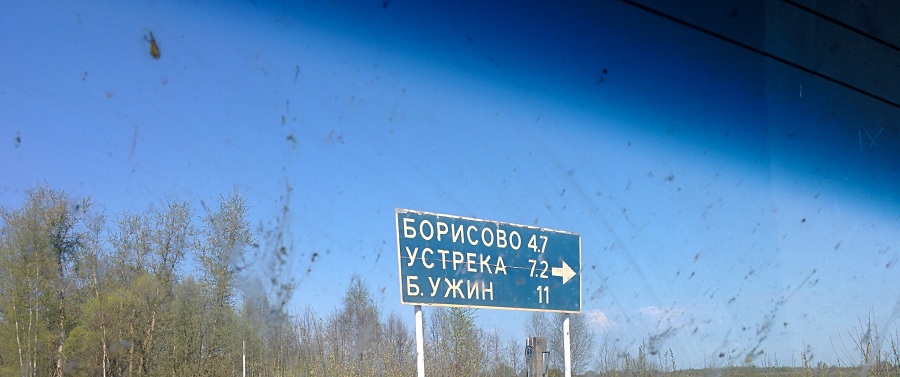 БОРИСОВО 4.7
УСТРЕКА 7.2
Б. УЖИН 11